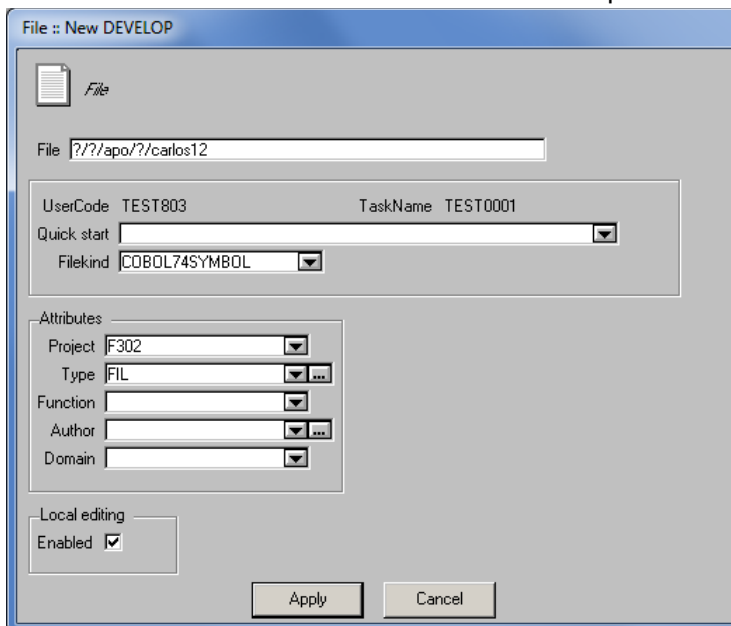 File :: New DEVELOP
File
File ?/?/apo/?/carlos12
UserCode TEST803 TaskName TEST0001
Quick start
Filekind COBOL74SYMBOL
Attributes
Project F302
Type FIL ...
Function
Author ...
Domain
Local editing
Enabled
Apply Cancel